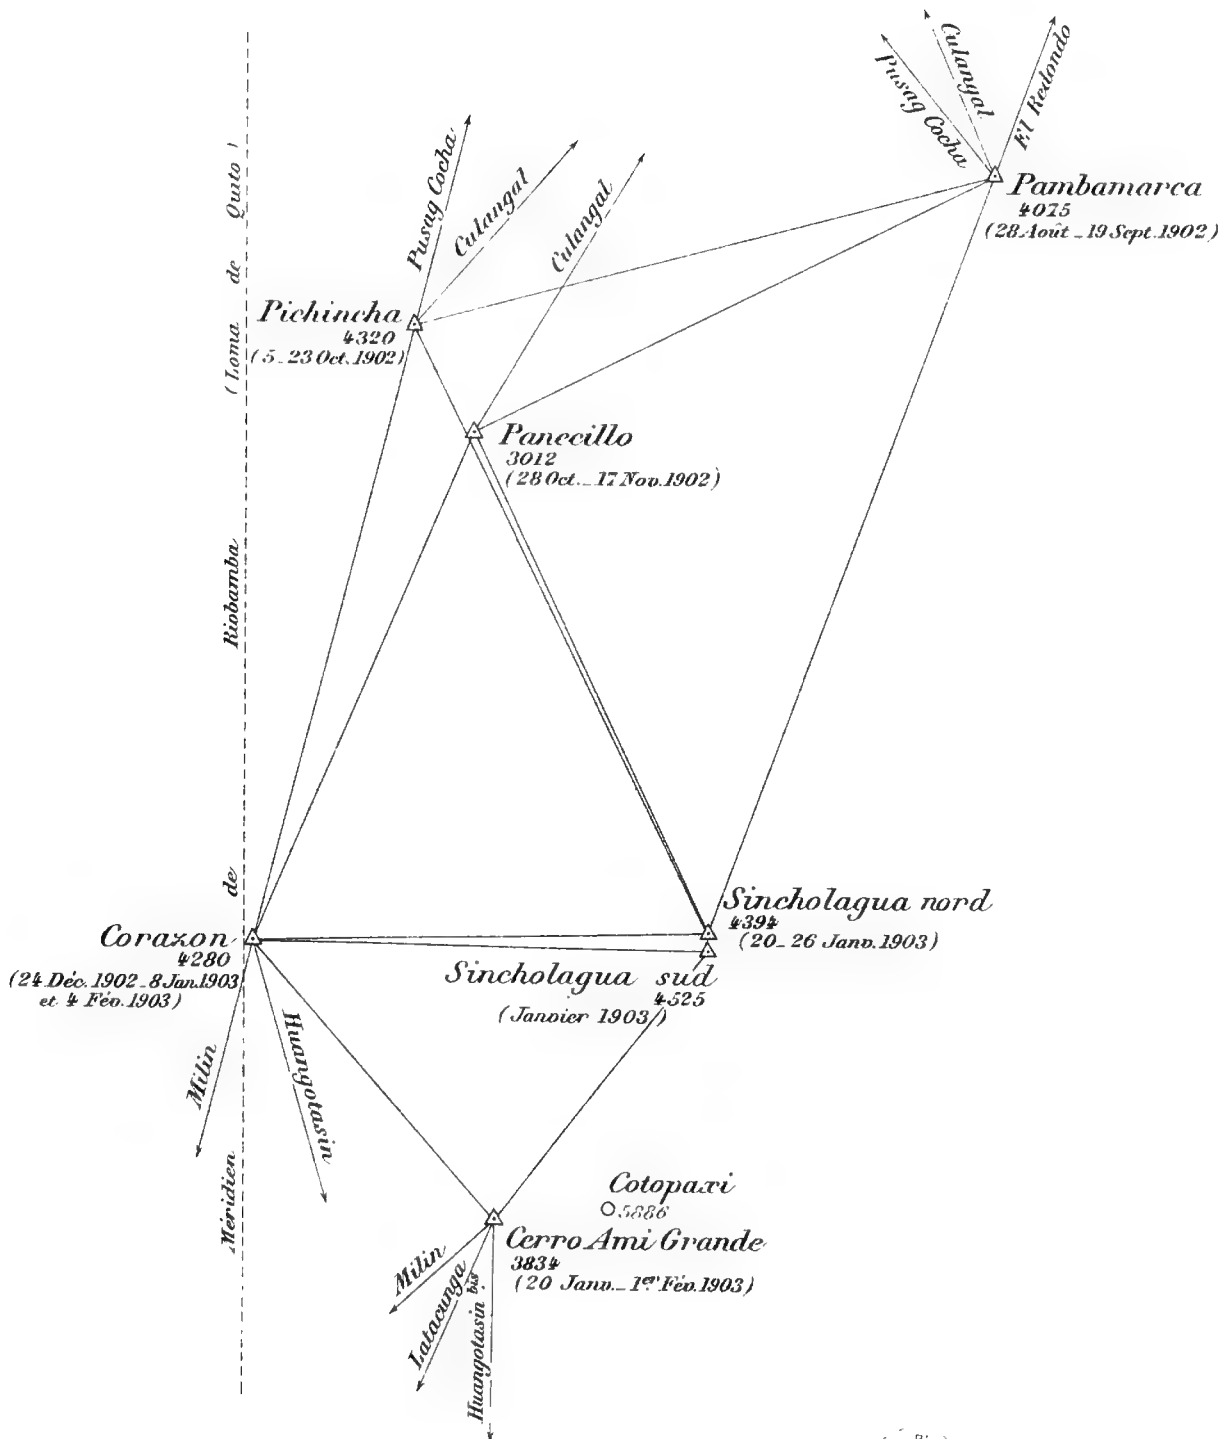 Culangal
Pusag Cocha
El Redondo
Pambamarca
4075
(28 Août - 19 Sept. 1902)
Pusag Cocha
Culangal
Culangal
Pichincha
4320
(5-23 Oct. 1902)
Panecillo
3012
(28 Oct. - 17 Nov. 1902)
Méridien de Riobamba (Loma de Quito)
Sincholagua nord
4394
(20-26 Janv. 1903)
Corazon
4280
(24 Déc. 1902-8 Jan. 1903
et 4 Fév. 1903)
Sincholagua sud
4525
(Janvier 1903)
Milin
Huangotasin
Cotopaxi
5886
Cerro Ami Grande
3834
(20 Janv. - 1er Fév. 1903)
Milin
Latacunga
Huangotasin bis